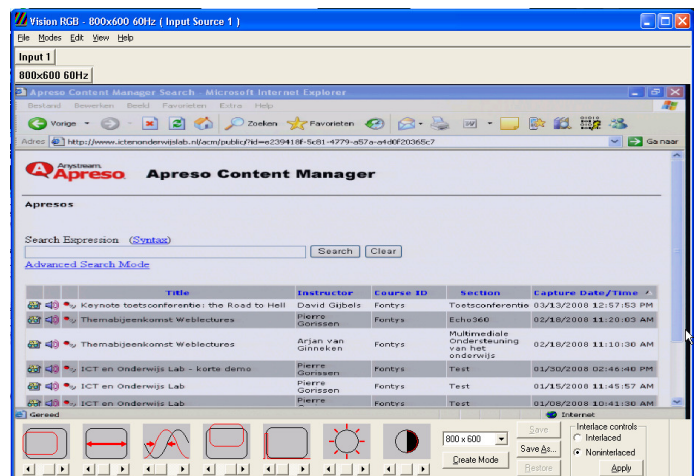 Vision RGB - 800x600 60Hz ( Input Source 1 )
File Modes Edit View Help
Input 1
800x600 60Hz
Apreso Content Manager Search - Microsoft Internet Explorer
Bestand Bewerken Beeld Favorieten Extra Help
Vorige Zoeken Favorieten
Adres http://www.ictenonderwijslab.nl/acm/public/?id=e239418f-5c81-4779-a57a-a4d0f20365c7 Ga naar
Anystream
Apreso Apreso Content Manager
Apresos
Search Expression (Syntax)
Search Clear
Advanced Search Mode
Title Instructor Course ID Section Capture Date/Time
Keynote toetsconferentie: the Road to Hell David Gijbels Fontys Toetsconferentie 03/13/2008 12:57:53 PM
Themabijeenkomst Weblectures Pierre Gorissen Fontys Echo360 02/18/2008 11:20:03 AM
Themabijeenkomst Weblectures Arjan van Ginneken Fontys Multimediale Ondersteuning van het onderwijs 02/18/2008 11:10:30 AM
ICT en Onderwijs Lab - korte demo Pierre Gorissen Fontys Test 01/30/2008 02:46:40 PM
ICT en Onderwijs Lab Pierre Gorissen Fontys Test 01/15/2008 11:45:57 AM
ICT en Onderwijs Lab Pierre Fontys Test 01/08/2008 10:41:30 AM
Gereed Internet
800 x 600
Create Mode
Save
Save As...
Restore
Interlace controls
Interlaced
Noninterlaced
Apply